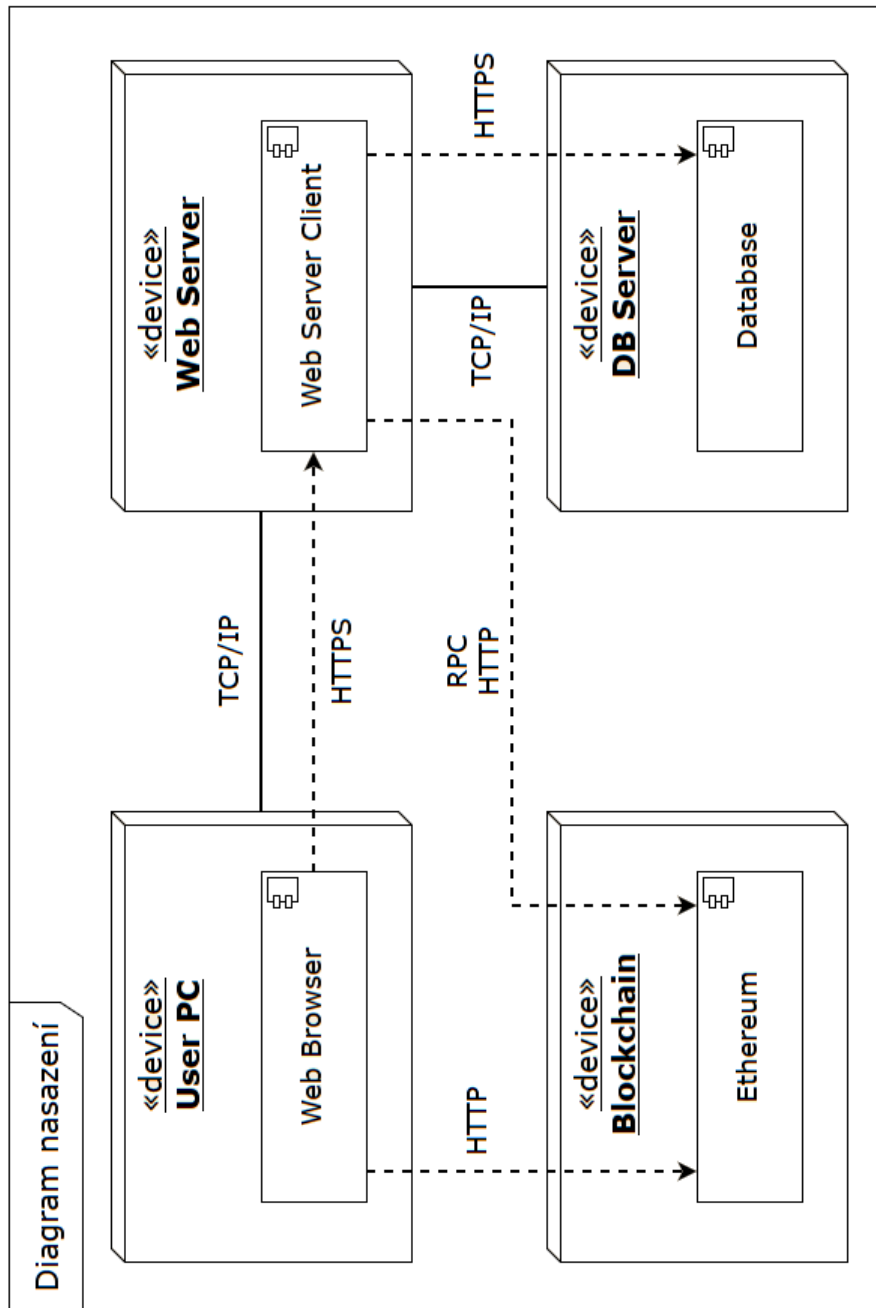 Diagram nasazení
«device»
User PC
Web Browser
TCP/IP
HTTPS
«device»
Web Server
Web Server Client
HTTP
RPC
HTTP
TCP/IP
HTTPS
«device»
Blockchain
Ethereum
«device»
DB Server
Database